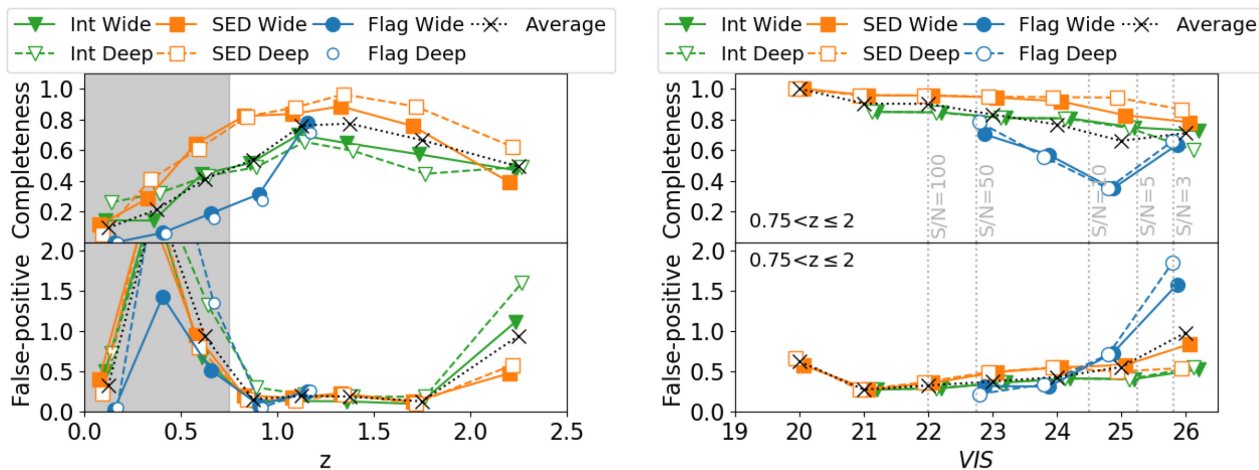 Int Wide SED Wide Flag Wide Average
Int Deep SED Deep Flag Deep
Completeness
1.0
0.8
0.6
0.4
0.2
False-positive
2.0
1.5
1.0
0.5
0.0
0.0 0.5 1.0 1.5 2.0 2.5
z
Int Wide SED Wide Flag Wide Average
Int Deep SED Deep Flag Deep
Completeness
1.0
0.8
0.6
0.4
0.2
0.75<z≤2
S/N=100
S/N=50
S/N=10
S/N=5
S/N=3
False-positive
2.0
1.5
1.0
0.5
0.0
0.75<z≤2
19 20 21 22 23 24 25 26
VIS